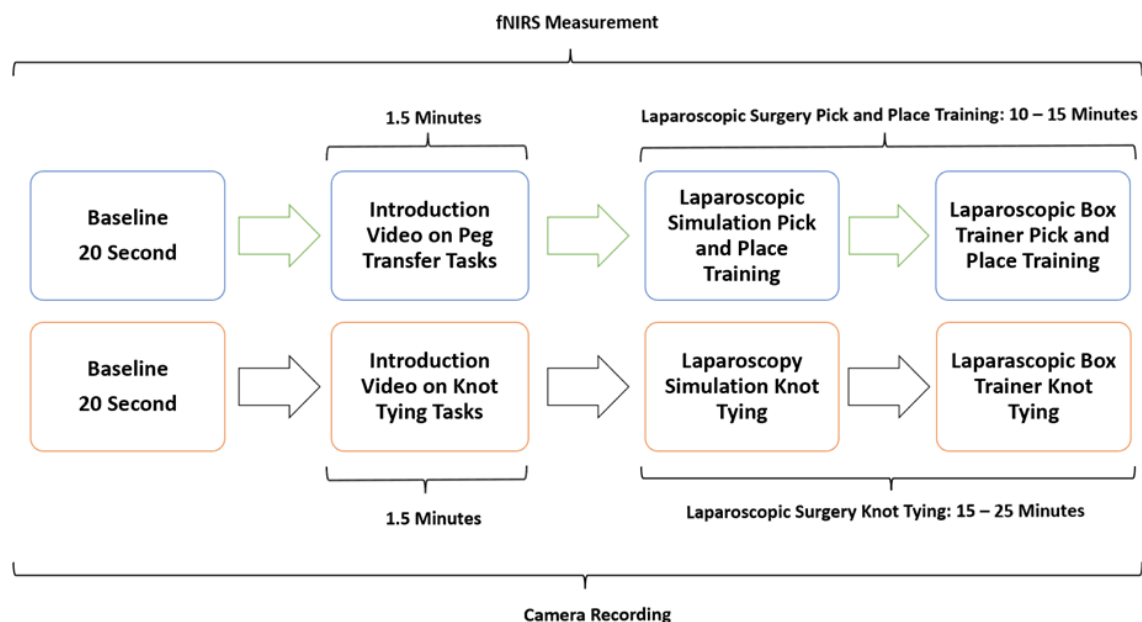 fNIRS Measurement
1.5 Minutes
Laparoscopic Surgery Pick and Place Training: 10 – 15 Minutes
Baseline
20 Second
Introduction
Video on Peg
Transfer Tasks
Laparoscopic
Simulation Pick
and Place
Training
Laparoscopic Box
Trainer Pick and
Place Training
Baseline
20 Second
Introduction
Video on Knot
Tying Tasks
Laparoscopy
Simulation Knot
Tying
Laparascopic Box
Trainer Knot
Tying
1.5 Minutes
Laparoscopic Surgery Knot Tying: 15 – 25 Minutes
Camera Recording